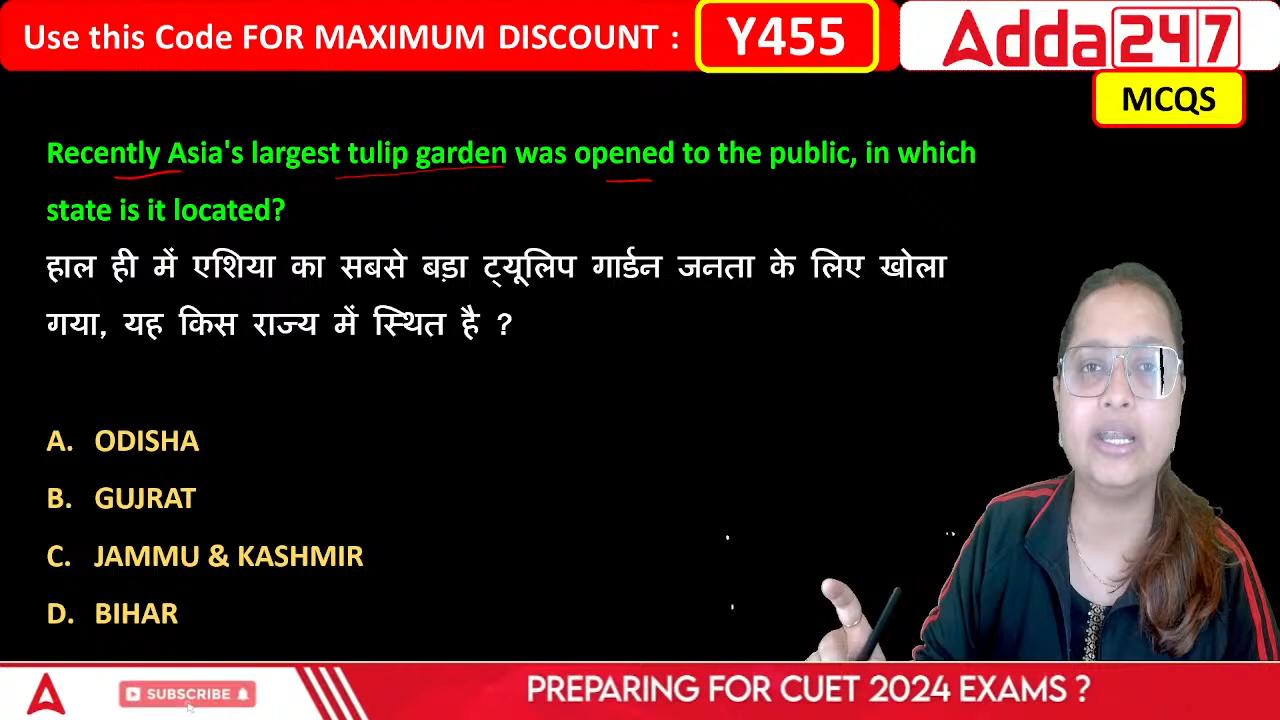 Use this Code FOR MAXIMUM DISCOUNT : Y455 Adda247
MCQS
Recently Asia's largest tulip garden was opened to the public, in which
state is it located?
हाल ही में एशिया का सबसे बड़ा ट्यूलिप गार्डन जनता के लिए खोला
गया, यह किस राज्य में स्थित है ?
A. ODISHA
B. GUJRAT
C. JAMMU & KASHMIR
D. BIHAR
SUBSCRIBE
PREPARING FOR CUET 2024 EXAMS ?